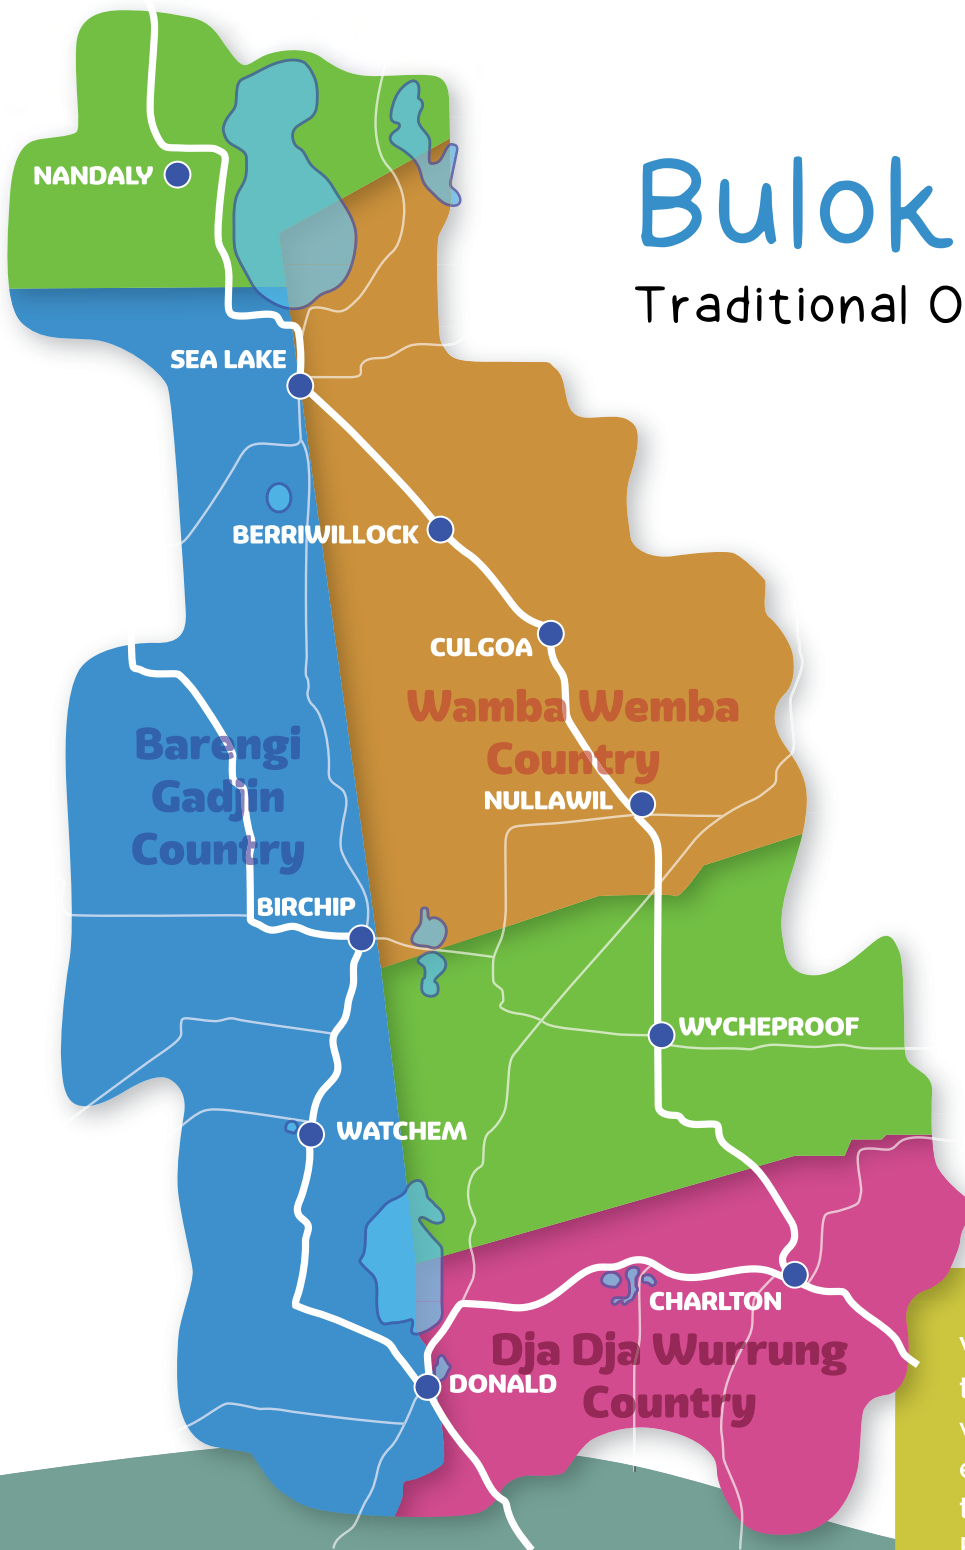 Bulok
Traditional O
NANDALY
SEA LAKE
BERRIWILLOCK
CULGOA
Wamba Wemba
Country
Barengi
Gadjin
Country
NULLAWIL
BIRCHIP
WYCHEPROOF
WATCHEM
CHARLTON
Dja Dja Wurrung
Country
DONALD